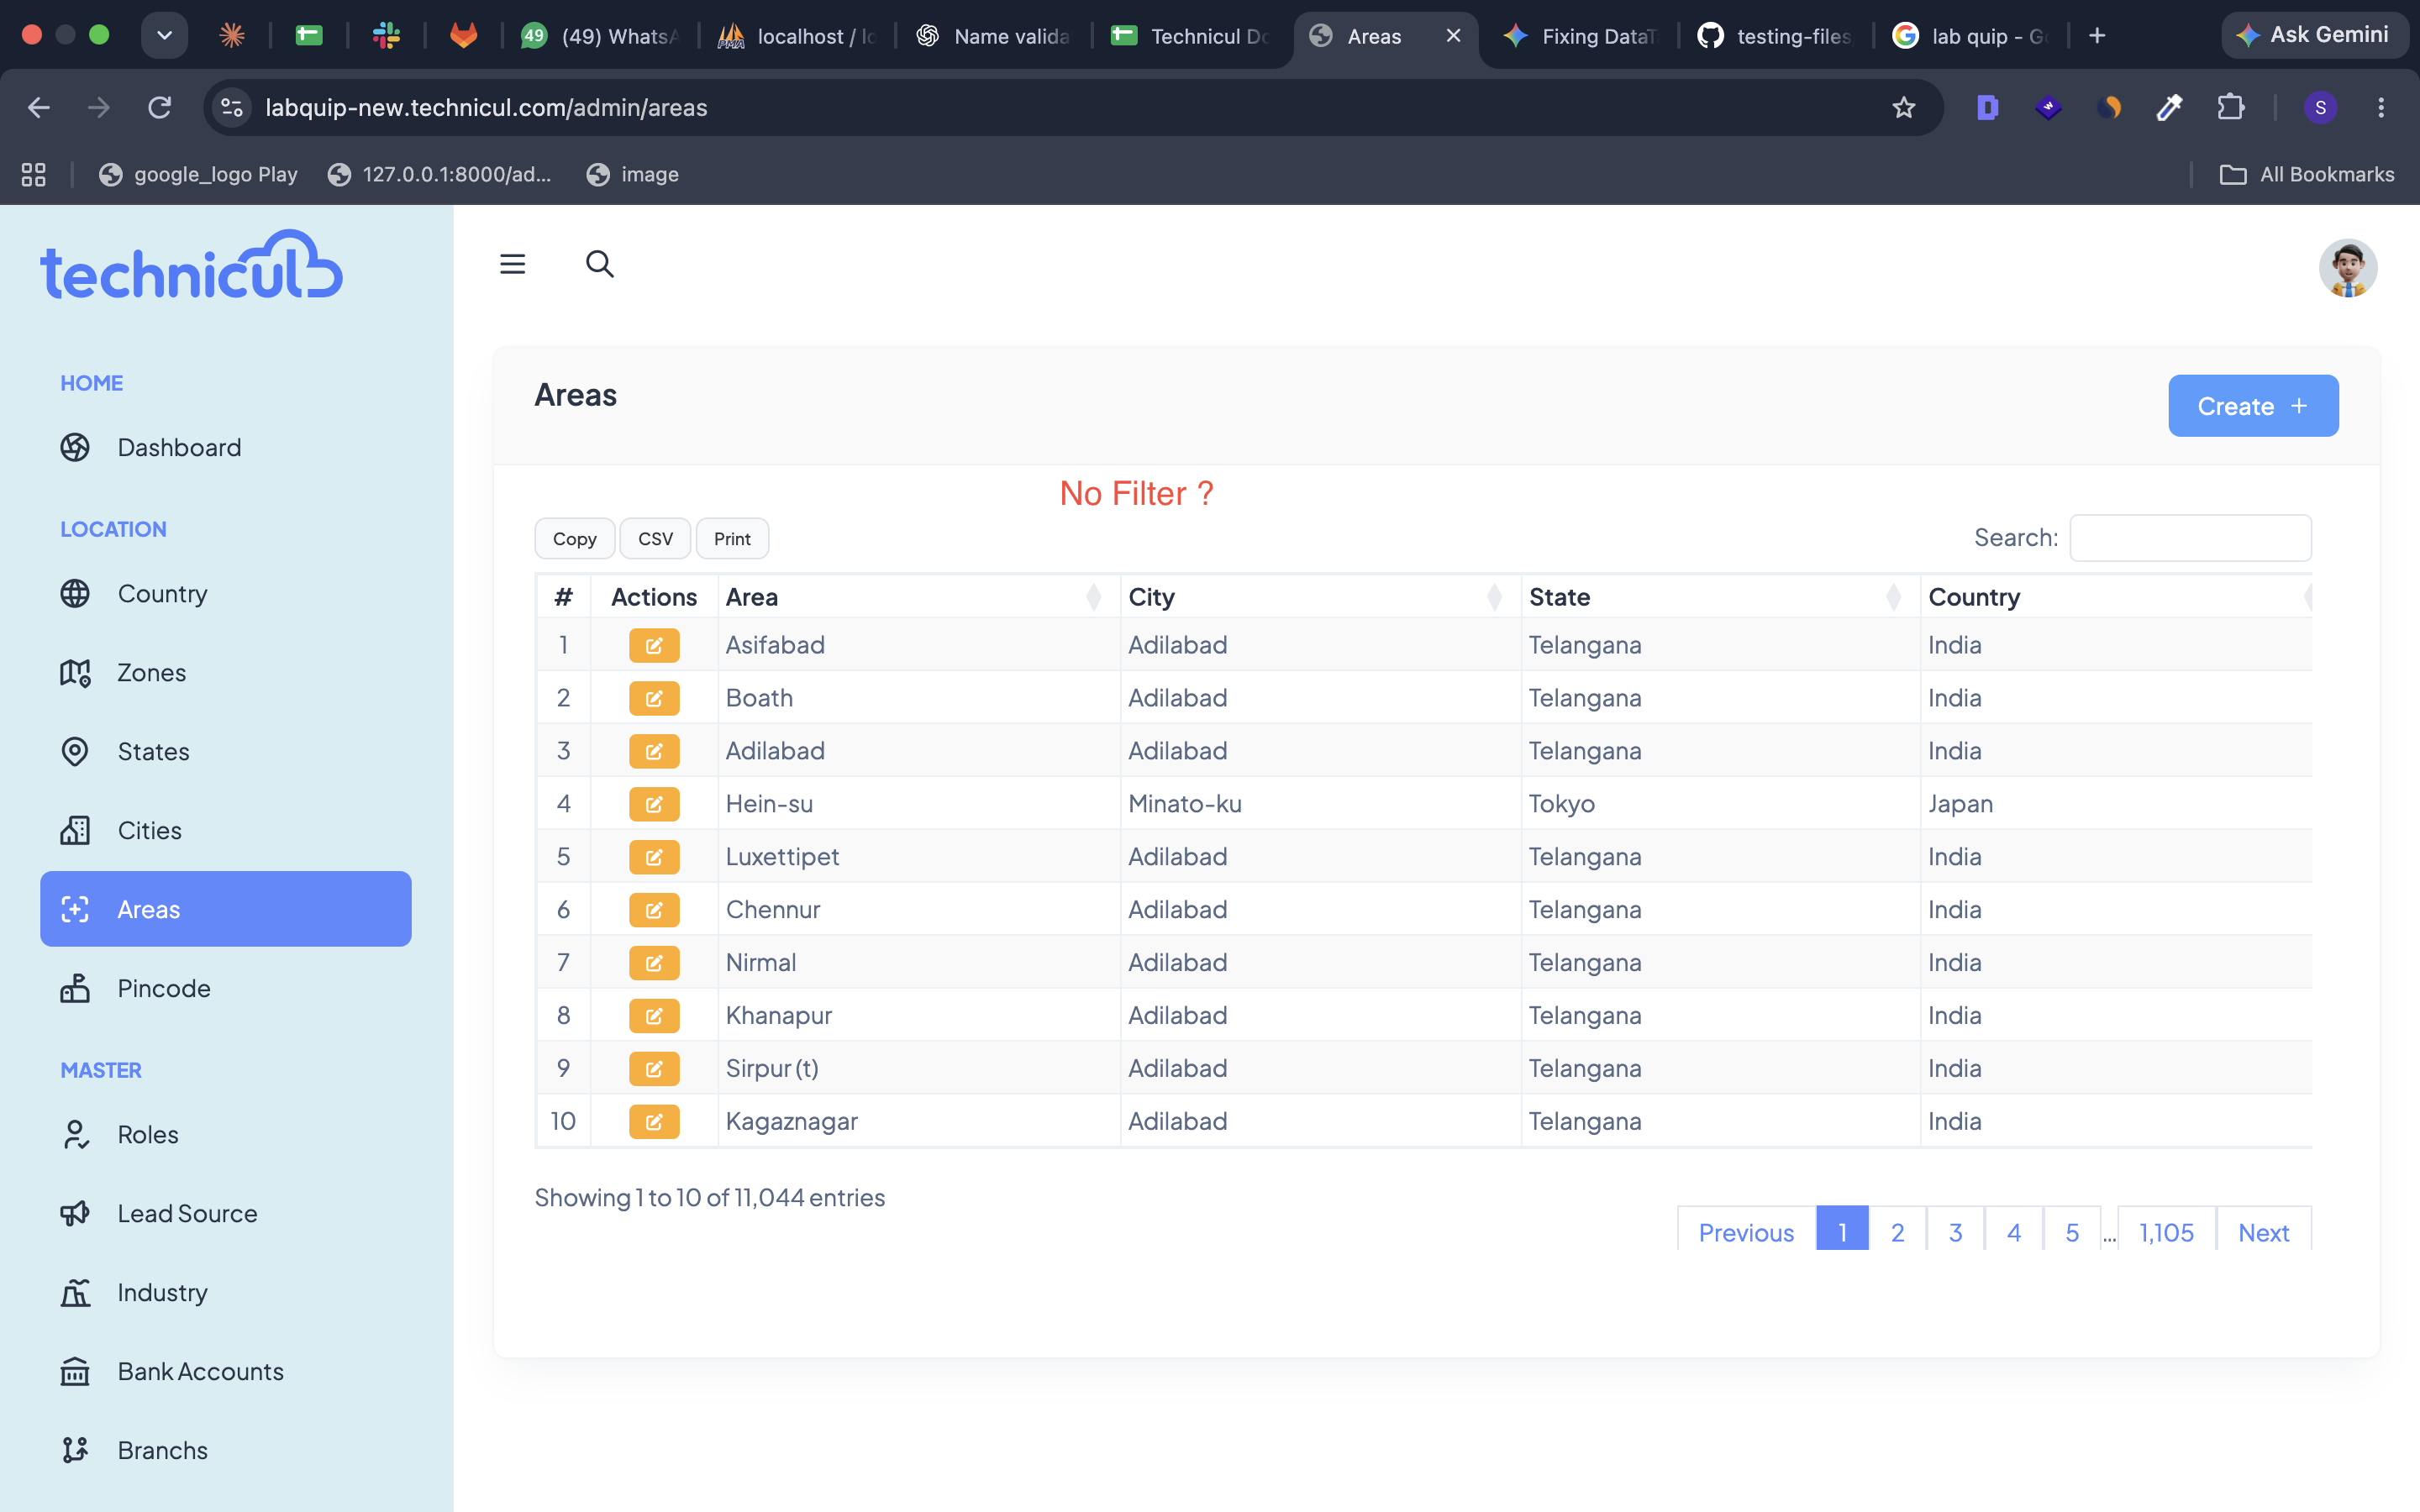 49 (49) WhatsA
localhost / lo
Name valida
Technicul Do
Areas
Fixing DataT
testing-files,
lab quip - Go
Ask Gemini
labquip-new.technicul.com/admin/areas
S
google_logo Play
127.0.0.1:8000/ad...
image
All Bookmarks
technicul
HOME
Dashboard
LOCATION
Country
Zones
States
Cities
Areas
Pincode
MASTER
Roles
Lead Source
Industry
Bank Accounts
Branchs
Areas
Create +
No Filter ?
Copy CSV Print
Search:
# Actions Area City State Country
1 Asifabad Adilabad Telangana India
2 Boath Adilabad Telangana India
3 Adilabad Adilabad Telangana India
4 Hein-su Minato-ku Tokyo Japan
5 Luxettipet Adilabad Telangana India
6 Chennur Adilabad Telangana India
7 Nirmal Adilabad Telangana India
8 Khanapur Adilabad Telangana India
9 Sirpur (t) Adilabad Telangana India
10 Kagaznagar Adilabad Telangana India
Showing 1 to 10 of 11,044 entries
Previous 1 2 3 4 5 ... 1,105 Next